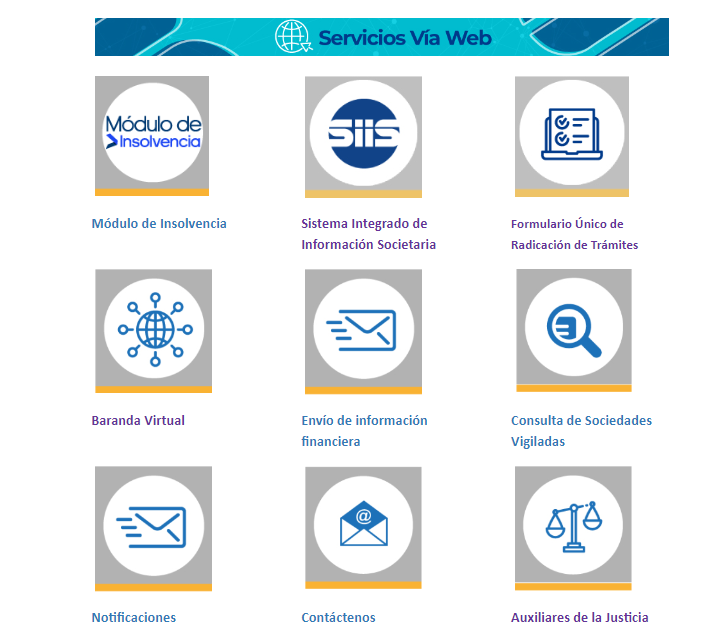 Servicios Vía Web
Módulo de
Insolvencia
SIIS
Módulo de Insolvencia
Sistema Integrado de
Información Societaria
Formulario Único de
Radicación de Trámites
Baranda Virtual
Envío de información
financiera
Consulta de Sociedades
Vigiladas
@
Notificaciones
Contáctenos
Auxiliares de la Justicia